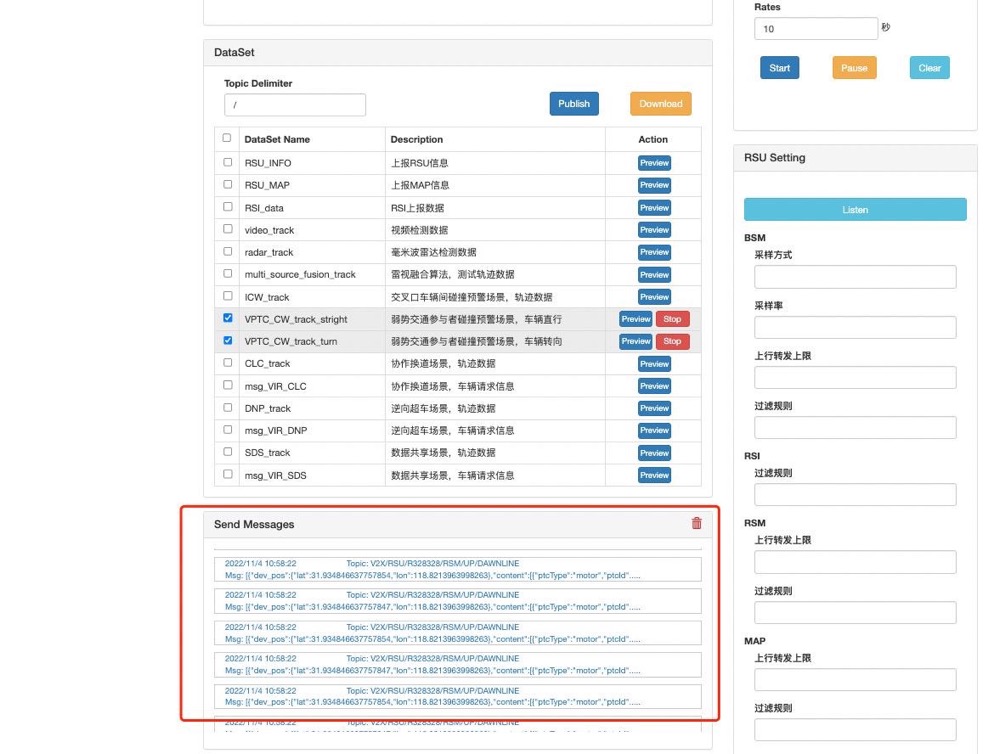 DataSet
Topic Delimiter
/
Publish
Download
DataSet Name Description Action
RSU_INFO 上报RSU信息 Preview
RSU_MAP 上报MAP信息 Preview
RSI_data RSI上报数据 Preview
video_track 视频检测数据 Preview
radar_track 毫米波雷达检测数据 Preview
multi_source_fusion_track 雷视融合算法，测试轨迹数据 Preview
ICW_track 交叉口车辆间碰撞预警场景，轨迹数据 Preview
VPTC_CW_track_stright 弱势交通参与者碰撞预警场景，车辆直行 Preview Stop
VPTC_CW_track_turn 弱势交通参与者碰撞预警场景，车辆转向 Preview Stop
CLC_track 协作换道场景，轨迹数据 Preview
msg_VIR_CLC 协作换道场景，车辆请求信息 Preview
DNP_track 逆向超车场景，轨迹数据 Preview
msg_VIR_DNP 逆向超车场景，车辆请求信息 Preview
SDS_track 数据共享场景，轨迹数据 Preview
msg_VIR_SDS 数据共享场景，车辆请求信息 Preview
Send Messages
2022/11/4 10:58:22 Topic: V2X/RSU/R328328/RSM/UP/DAWNLINE
Msg: [{"dev_pos":{"lat":31.934846637757854,"lon":118.8213963998263},"content":[{"ptcType":"motor","ptcId".....
2022/11/4 10:58:22 Topic: V2X/RSU/R328328/RSM/UP/DAWNLINE
Msg: [{"dev_pos":{"lat":31.934846637757847,"lon":118.8213963998263},"content":[{"ptcType":"motor","ptcId".....
2022/11/4 10:58:22 Topic: V2X/RSU/R328328/RSM/UP/DAWNLINE
Msg: [{"dev_pos":{"lat":31.934846637757854,"lon":118.8213963998263},"content":[{"ptcType":"motor","ptcId".....
2022/11/4 10:58:22 Topic: V2X/RSU/R328328/RSM/UP/DAWNLINE
Msg: [{"dev_pos":{"lat":31.934846637757847,"lon":118.8213963998263},"content":[{"ptcType":"motor","ptcId".....
2022/11/4 10:58:22 Topic: V2X/RSU/R328328/RSM/UP/DAWNLINE
Msg: [{"dev_pos":{"lat":31.934846637757854,"lon":118.8213963998263},"content":[{"ptcType":"motor","ptcId".....
2022/11/4 10:58:22 Topic: V2X/RSU/R328328/RSM/UP/DAWNLINE
Rates
10 秒
Start
Pause
Clear
RSU Setting
Listen
BSM
采样方式
采样率
上行转发上限
过滤规则
RSI
过滤规则
RSM
上行转发上限
过滤规则
MAP
上行转发上限
过滤规则